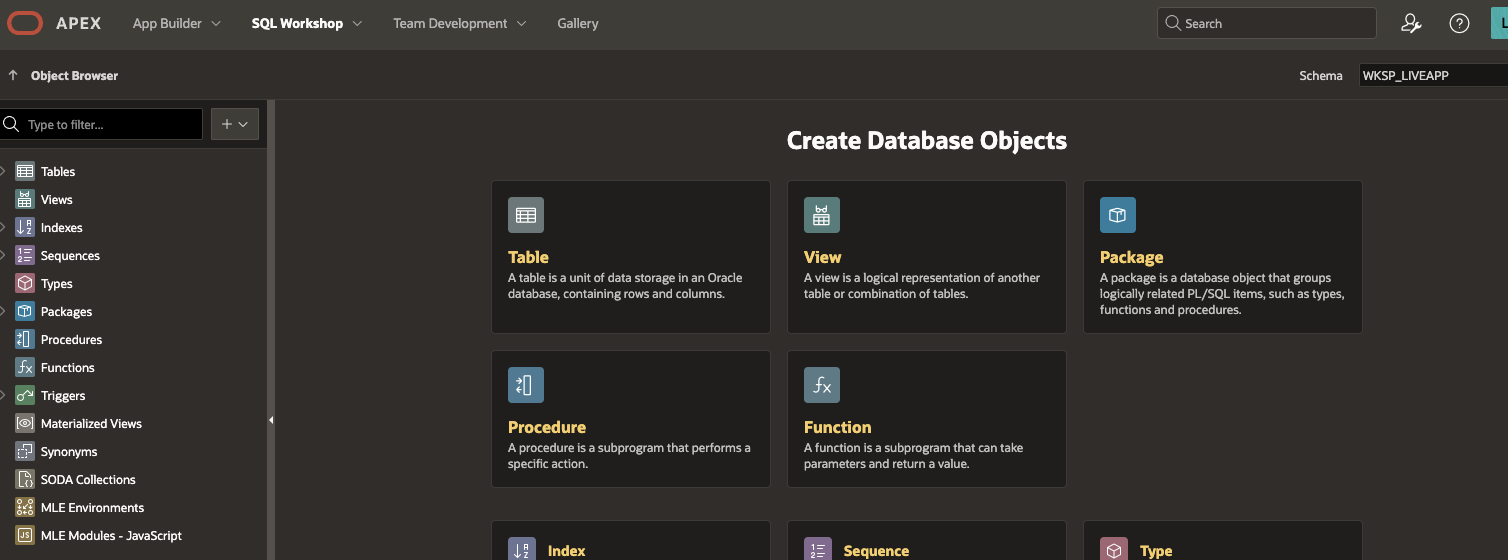 APEX App Builder SQL Workshop Team Development Gallery Search
Object Browser Schema WKSP_LIVEAPP
Type to filter...
Tables
Views
Indexes
Sequences
Types
Packages
Procedures
Functions
Triggers
Materialized Views
Synonyms
SODA Collections
MLE Environments
MLE Modules - JavaScript
Create Database Objects
Table
A table is a unit of data storage in an Oracle
database, containing rows and columns.
View
A view is a logical representation of another
table or combination of tables.
Package
A package is a database object that groups
logically related PL/SQL items, such as types,
functions and procedures.
Procedure
A procedure is a subprogram that performs a
specific action.
Function
A function is a subprogram that can take
parameters and return a value.
Index
Sequence
Type